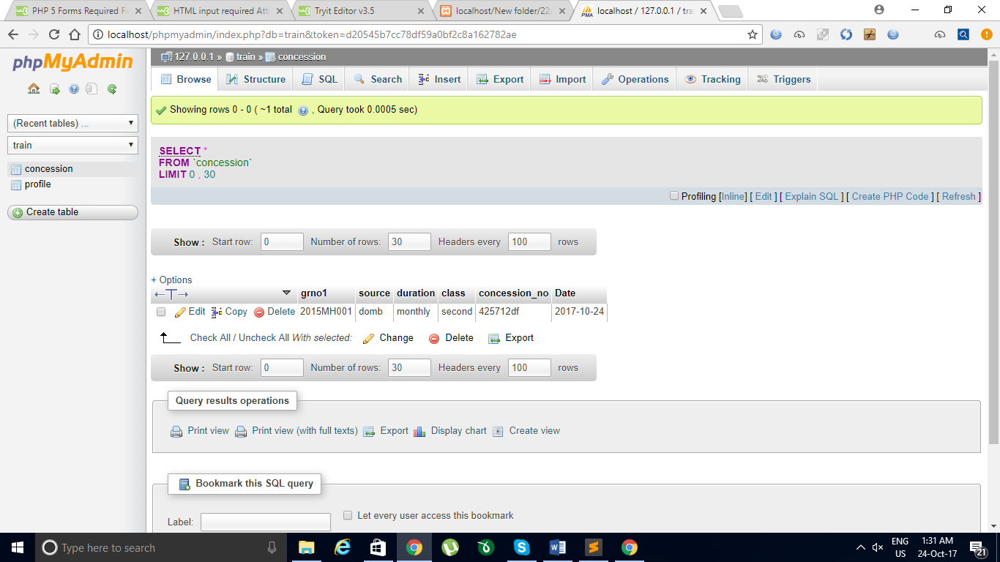 PHP 5 Forms Required Fi
HTML input required Att
Tryit Editor v3.5
localhost/New folder/22
localhost / 127.0.0.1 / tra
localhost/phpmyadmin/index.php?db=train&token=d20545b7cc78df59a0bf2c8a162782ae
phpMyAdmin
(Recent tables) ...
train
concession
profile
Create table
127.0.0.1 » train » concession
Browse Structure SQL Search Insert Export Import Operations Tracking Triggers
Showing rows 0 - 0 ( ~1 total , Query took 0.0005 sec)
SELECT *
FROM `concession`
LIMIT 0 , 30
Profiling [Inline] [ Edit ] [ Explain SQL ] [ Create PHP Code ] [ Refresh ]
Show : Start row: 0 Number of rows: 30 Headers every 100 rows
+ Options
←T→ grno1 source duration class concession_no Date
Edit Copy Delete 2015MH001 domb monthly second 425712df 2017-10-24
Check All / Uncheck All With selected: Change Delete Export
Show : Start row: 0 Number of rows: 30 Headers every 100 rows
Query results operations
Print view Print view (with full texts) Export Display chart Create view
Bookmark this SQL query
Label: Let every user access this bookmark
Type here to search
ENG
US
1:31 AM
24-Oct-17
21